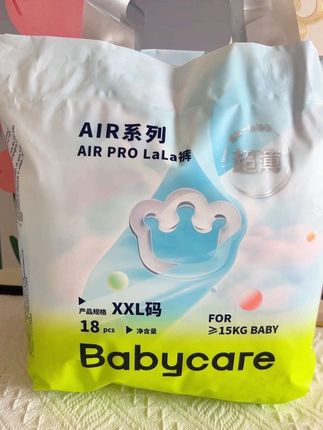 AIR系列
AIR PRO LaLa裤
超薄
产品规格 XXL码
18 pcs 净含量
FOR
≥15KG BABY
Babycare